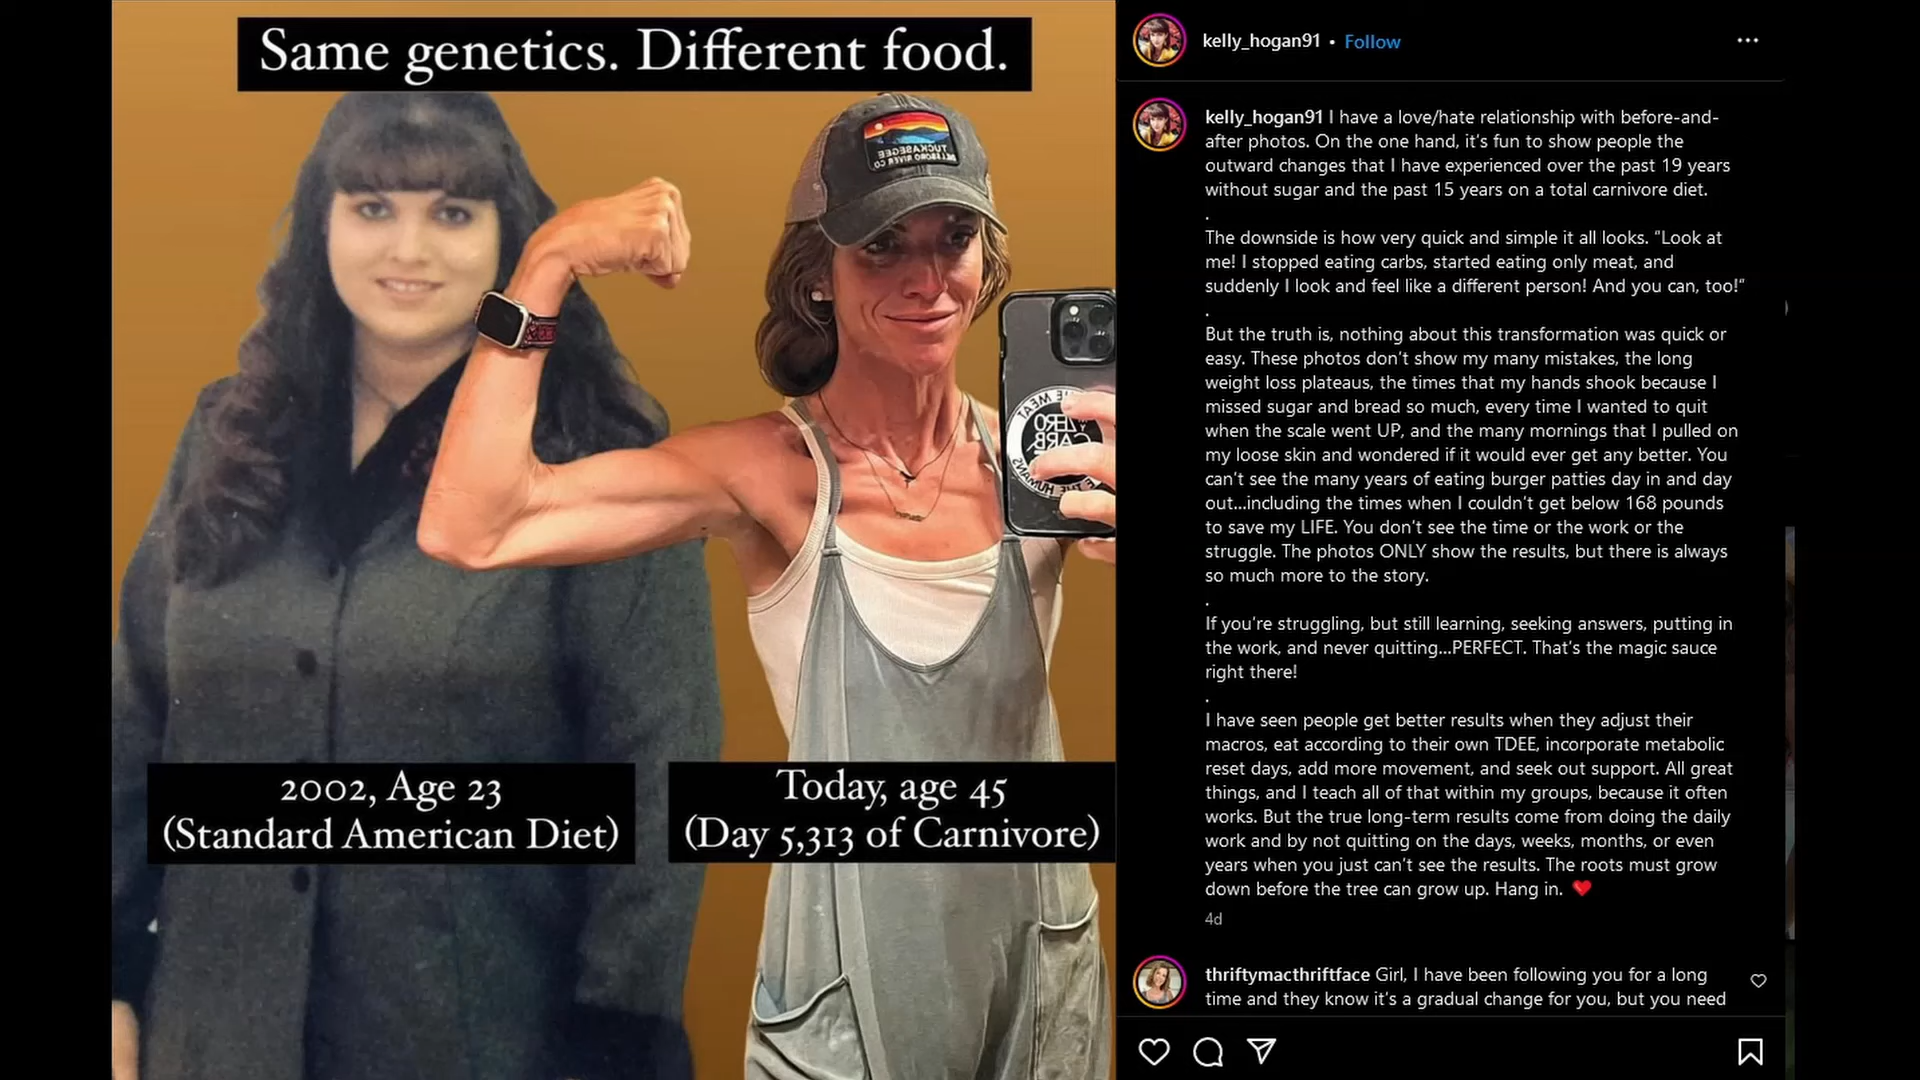 Same genetics. Different food.
TUCKASEGEE
2002, Age 23
(Standard American Diet)
Today, age 45
(Day 5,313 of Carnivore)
kelly_hogan91 • Follow
kelly_hogan91 I have a love/hate relationship with before-and-
after photos. On the one hand, it's fun to show people the
outward changes that I have experienced over the past 19 years
without sugar and the past 15 years on a total carnivore diet.
.
The downside is how very quick and simple it all looks. “Look at
me! I stopped eating carbs, started eating only meat, and
suddenly I look and feel like a different person! And you can, too!”
.
But the truth is, nothing about this transformation was quick or
easy. These photos don't show my many mistakes, the long
weight loss plateaus, the times that my hands shook because I
missed sugar and bread so much, every time I wanted to quit
when the scale went UP, and the many mornings that I pulled on
my loose skin and wondered if it would ever get any better. You
can't see the many years of eating burger patties day in and day
out...including the times when I couldn't get below 168 pounds
to save my LIFE. You don't see the time or the work or the
struggle. The photos ONLY show the results, but there is always
so much more to the story.
.
If you're struggling, but still learning, seeking answers, putting in
the work, and never quitting...PERFECT. That's the magic sauce
right there!
.
I have seen people get better results when they adjust their
macros, eat according to their own TDEE, incorporate metabolic
reset days, add more movement, and seek out support. All great
things, and I teach all of that within my groups, because it often
works. But the true long-term results come from doing the daily
work and by not quitting on the days, weeks, months, or even
years when you just can't see the results. The roots must grow
down before the tree can grow up. Hang in. ❤️
4d
thriftymacthriftface Girl, I have been following you for a long
time and they know it's a gradual change for you, but you need